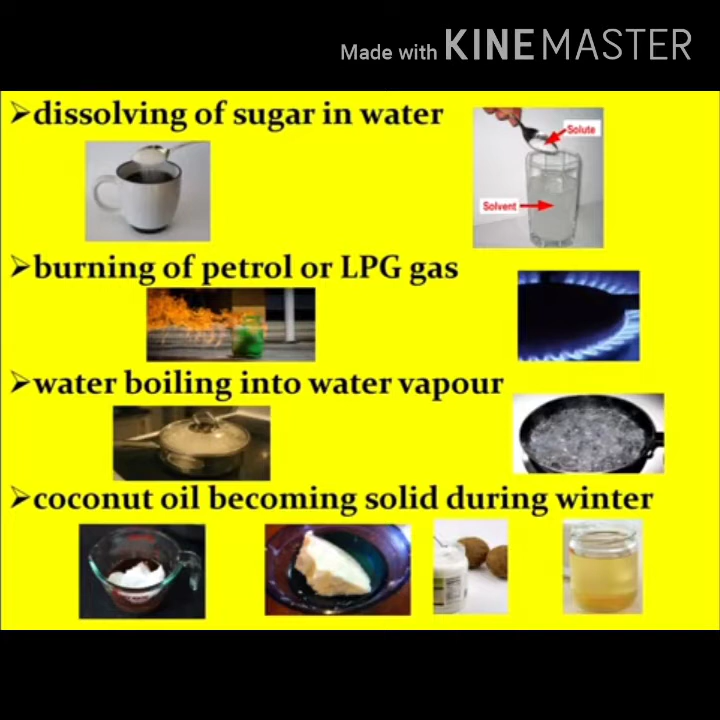 Made with KINEMASTER
➢dissolving of sugar in water
Solute
Solvent
➢burning of petrol or LPG gas
➢water boiling into water vapour
➢coconut oil becoming solid during winter